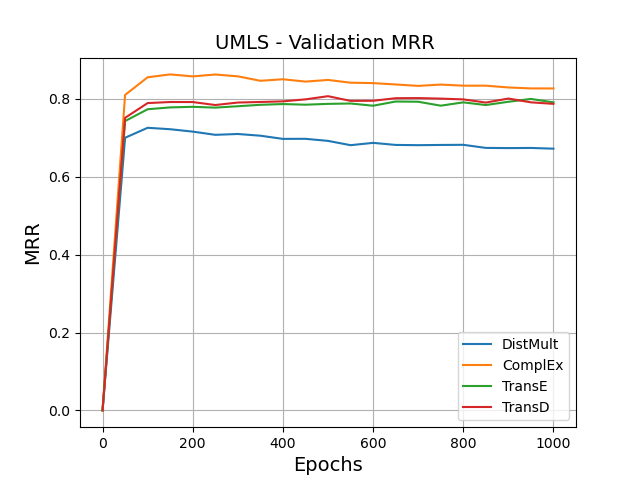 UMLS - Validation MRR
MRR
0.8
0.6
0.4
0.2
0.0
DistMult
ComplEx
TransE
TransD
0 200 400 600 800 1000
Epochs